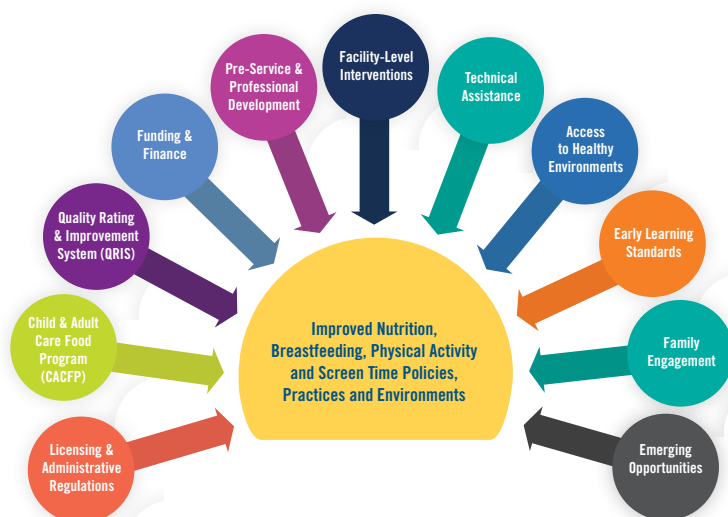 Facility-Level
Interventions
Pre-Service &
Professional
Development
Technical
Assistance
Funding &
Finance
Access
to Healthy
Environments
Quality Rating
& Improvement
System (QRIS)
Early Learning
Standards
Child & Adult
Care Food
Program
(CACFP)
Improved Nutrition,
Breastfeeding, Physical Activity
and Screen Time Policies,
Practices and Environments
Family
Engagement
Licensing &
Administrative
Regulations
Emerging
Opportunities